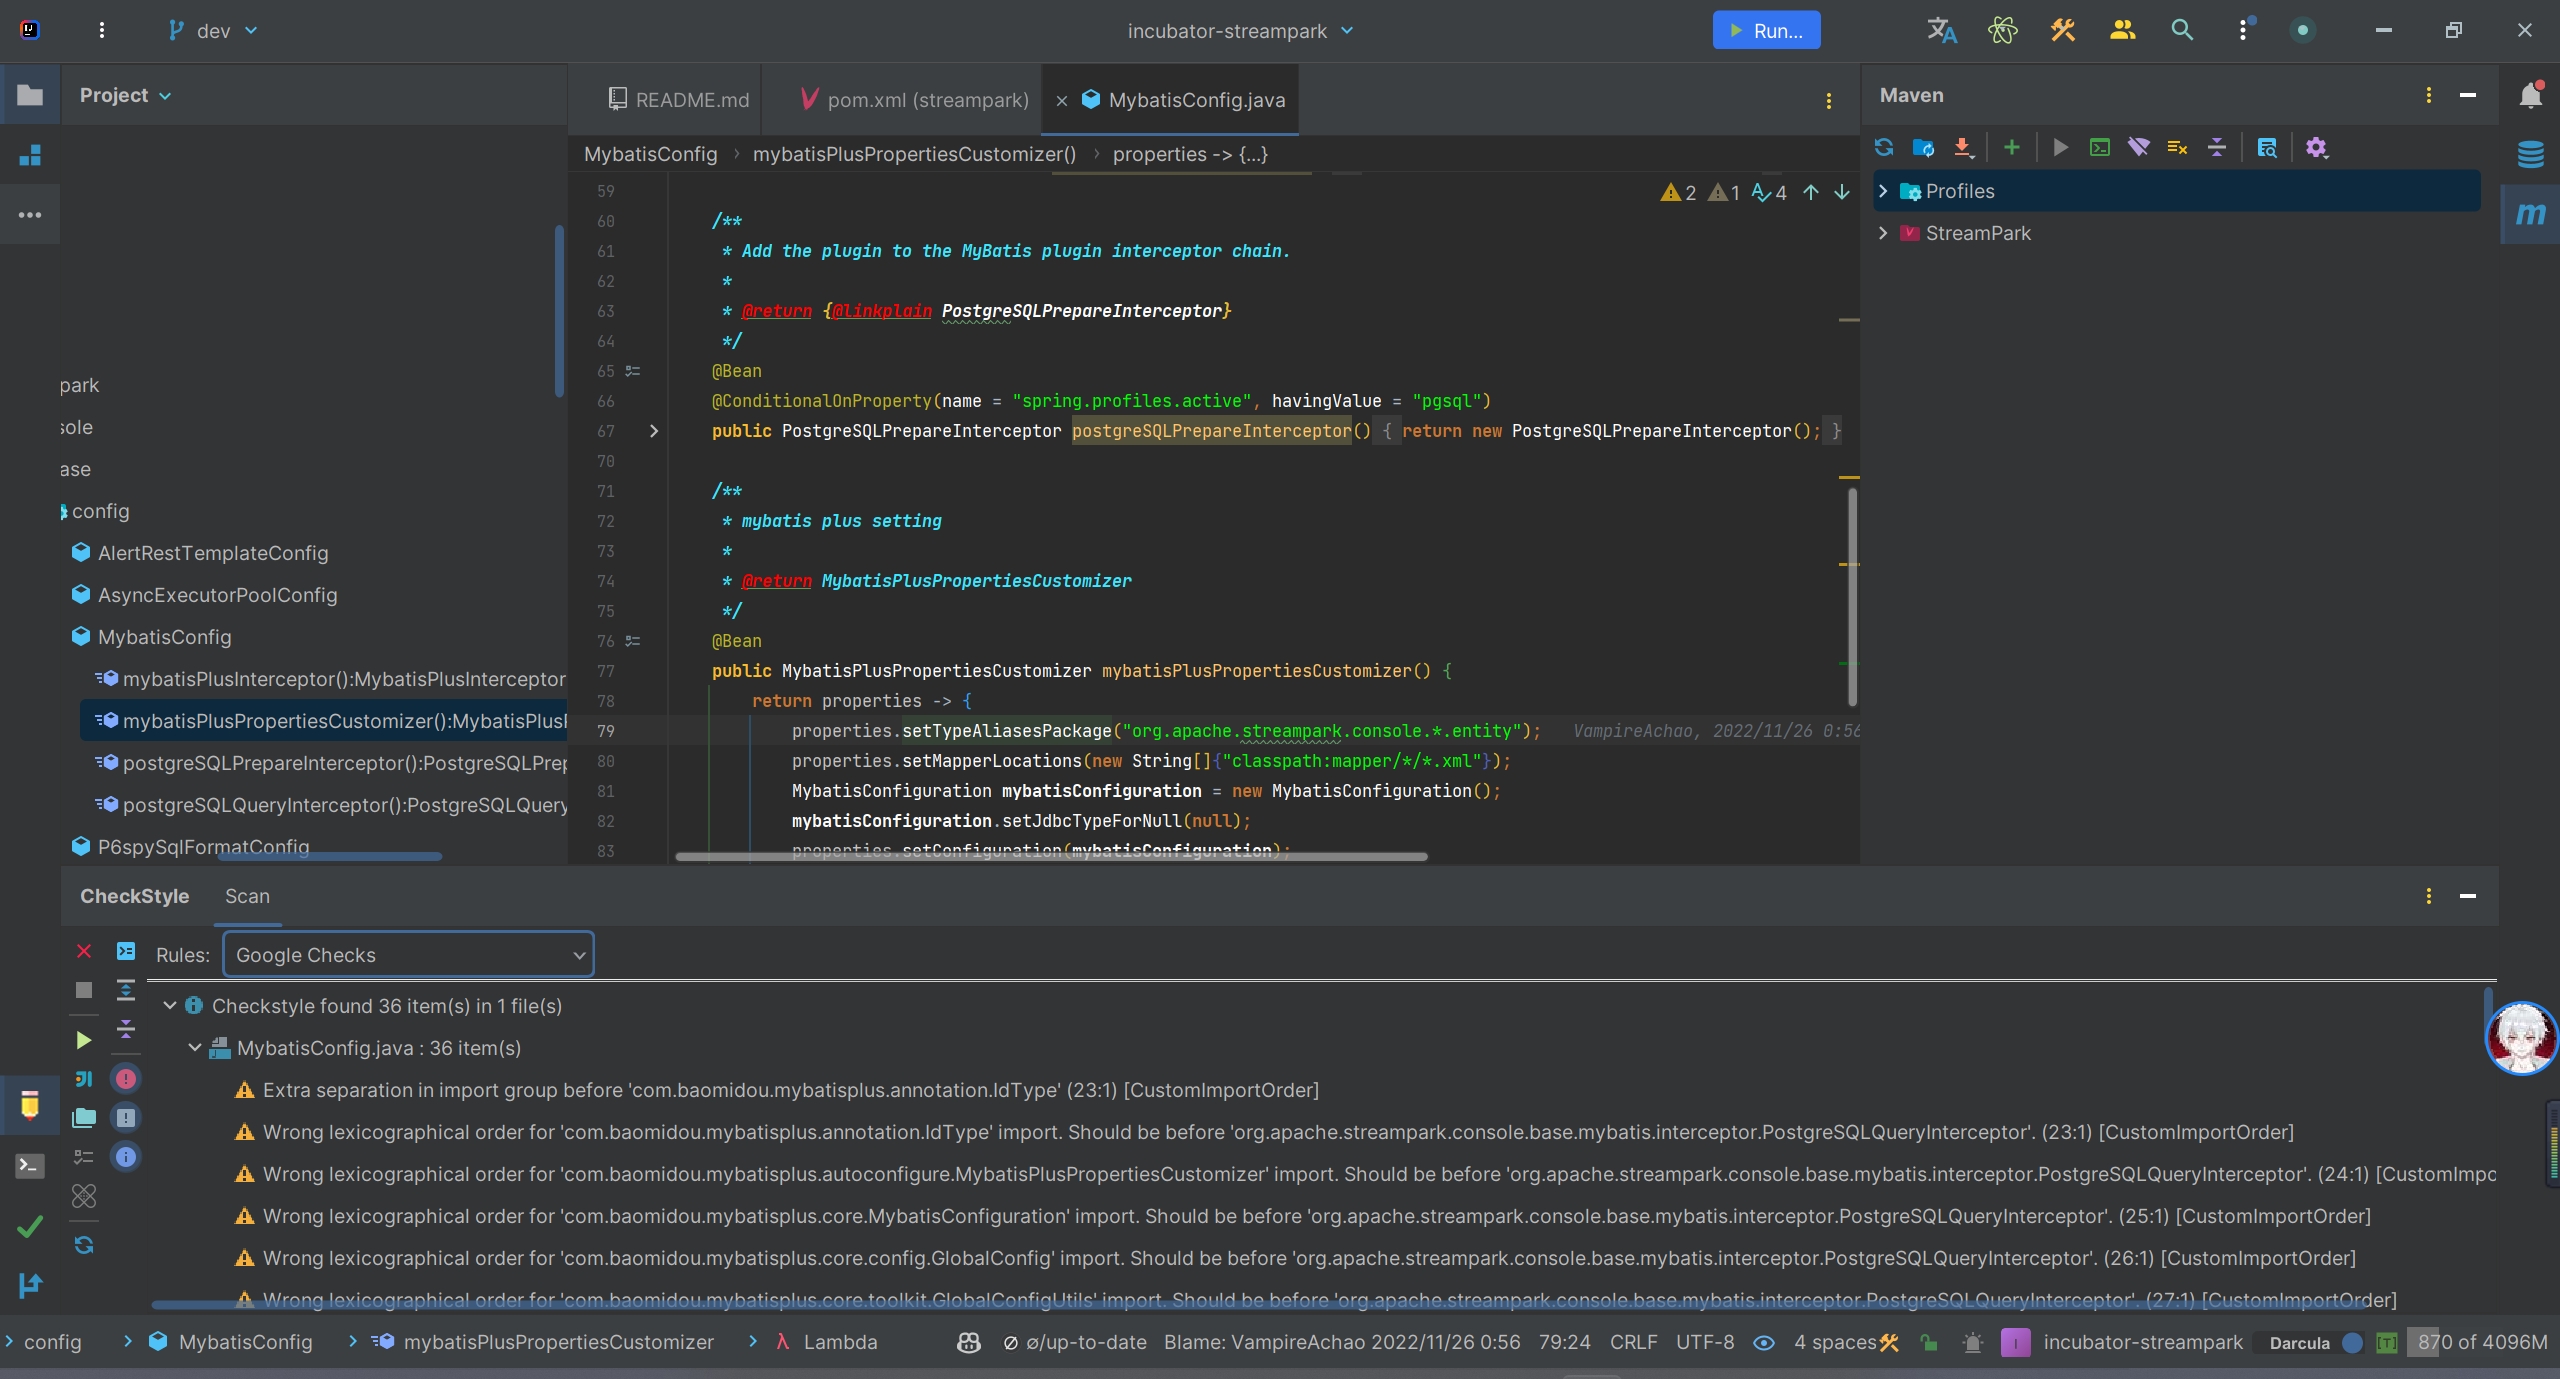 dev
incubator-streampark
Run...
Project
README.md
pom.xml (streampark)
MybatisConfig.java
Maven
MybatisConfig
mybatisPlusPropertiesCustomizer()
properties -> {...}
2 1 4
Profiles
StreamPark
park
sole
ase
config
AlertRestTemplateConfig
AsyncExecutorPoolConfig
MybatisConfig
mybatisPlusInterceptor():MybatisPlusInterceptor
mybatisPlusPropertiesCustomizer():MybatisPlusP
postgreSQLPrepareInterceptor():PostgreSQLPrep
postgreSQLQueryInterceptor():PostgreSQLQuery
P6spySqlFormatConfig
59
60 /**
61 * Add the plugin to the MyBatis plugin interceptor chain.
62 *
63 * @return {@linkplain PostgreSQLPrepareInterceptor}
64 */
65 @Bean
66 @ConditionalOnProperty(name = "spring.profiles.active", havingValue = "pgsql")
67 public PostgreSQLPrepareInterceptor postgreSQLPrepareInterceptor() { return new PostgreSQLPrepareInterceptor(); }
70
71 /**
72 * mybatis plus setting
73 *
74 * @return MybatisPlusPropertiesCustomizer
75 */
76 @Bean
77 public MybatisPlusPropertiesCustomizer mybatisPlusPropertiesCustomizer() {
78 return properties -> {
79 properties.setTypeAliasesPackage("org.apache.streampark.console.*.entity"); VampireAchao, 2022/11/26 0:56
80 properties.setMapperLocations(new String[]{"classpath:mapper/*/*.xml"});
81 MybatisConfiguration mybatisConfiguration = new MybatisConfiguration();
82 mybatisConfiguration.setJdbcTypeForNull(null);
83 properties.setConfiguration(mybatisConfiguration);
CheckStyle
Scan
Rules: Google Checks
Checkstyle found 36 item(s) in 1 file(s)
MybatisConfig.java : 36 item(s)
Extra separation in import group before 'com.baomidou.mybatisplus.annotation.IdType' (23:1) [CustomImportOrder]
Wrong lexicographical order for 'com.baomidou.mybatisplus.annotation.IdType' import. Should be before 'org.apache.streampark.console.base.mybatis.interceptor.PostgreSQLQueryInterceptor'. (23:1) [CustomImportOrder]
Wrong lexicographical order for 'com.baomidou.mybatisplus.autoconfigure.MybatisPlusPropertiesCustomizer' import. Should be before 'org.apache.streampark.console.base.mybatis.interceptor.PostgreSQLQueryInterceptor'. (24:1) [CustomImpo
Wrong lexicographical order for 'com.baomidou.mybatisplus.core.MybatisConfiguration' import. Should be before 'org.apache.streampark.console.base.mybatis.interceptor.PostgreSQLQueryInterceptor'. (25:1) [CustomImportOrder]
Wrong lexicographical order for 'com.baomidou.mybatisplus.core.config.GlobalConfig' import. Should be before 'org.apache.streampark.console.base.mybatis.interceptor.PostgreSQLQueryInterceptor'. (26:1) [CustomImportOrder]
Wrong lexicographical order for 'com.baomidou.mybatisplus.core.toolkit.GlobalConfigUtils' import. Should be before 'org.apache.streampark.console.base.mybatis.interceptor.PostgreSQLQueryInterceptor'. (27:1) [CustomImportOrder]
config
MybatisConfig
mybatisPlusPropertiesCustomizer
λ Lambda
ø/up-to-date
Blame: VampireAchao 2022/11/26 0:56
79:24
CRLF
UTF-8
4 spaces
incubator-streampark
Darcula
870 of 4096M